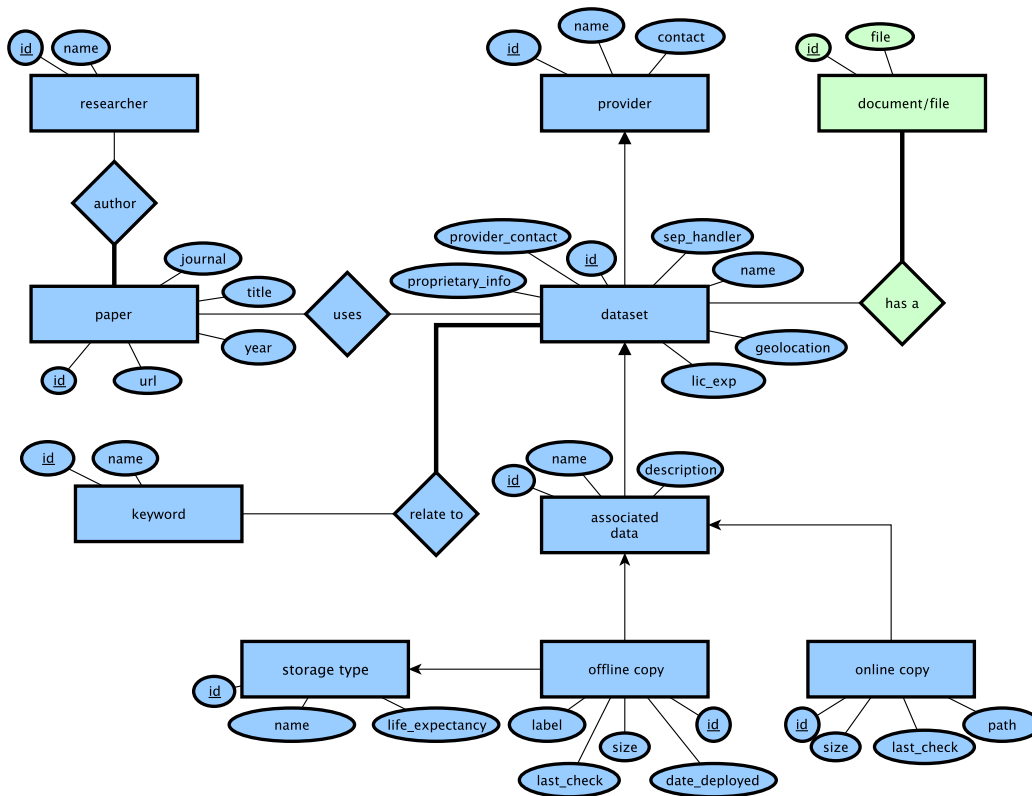 id
name
researcher
author
journal
title
paper
year
id
url
uses
id
name
contact
provider
id
file
document/file
provider_contact
id
sep_handler
proprietary_info
name
dataset
geolocation
lic_exp
has a
id
name
keyword
relate to
id
name
description
associated
data
storage type
id
name
life_expectancy
offline copy
label
id
size
last_check
date_deployed
online copy
id
size
last_check
path